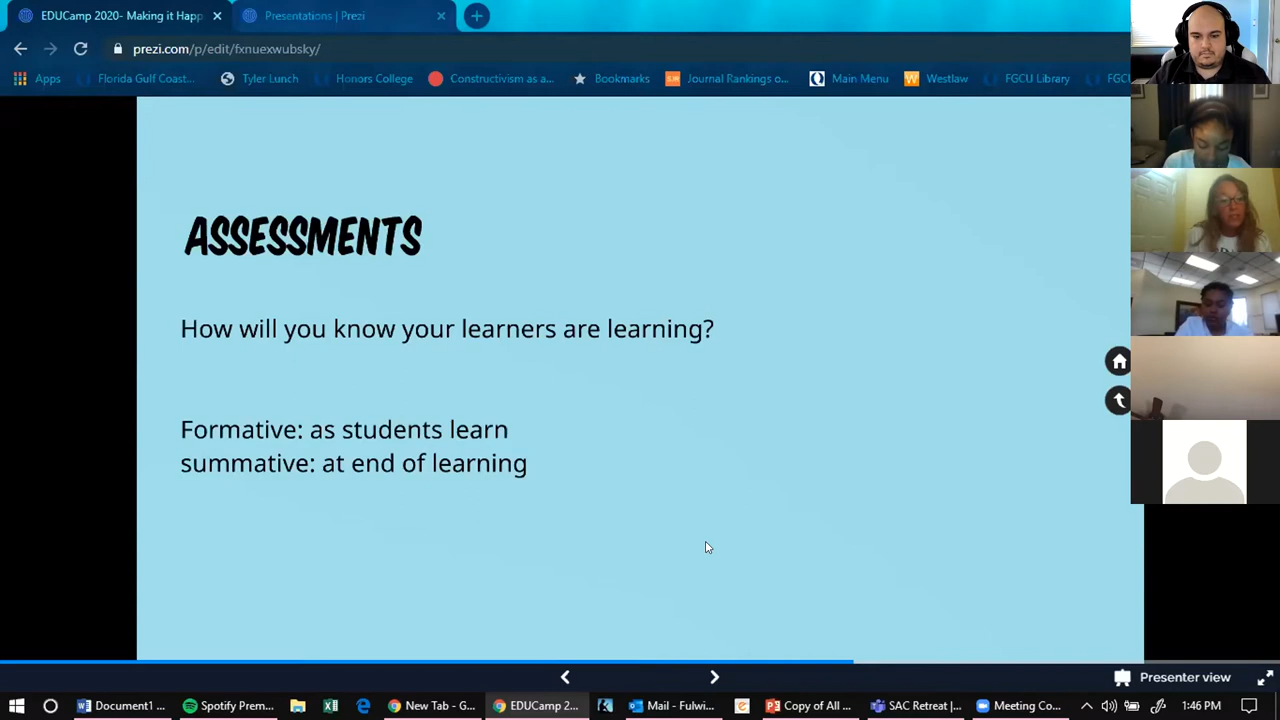 EDUCamp 2020- Making it Happ
Presentations | Prezi
prezi.com/p/edit/fxnuexwubsky/
Apps
Florida Gulf Coast...
Tyler Lunch
Honors College
Constructivism as a...
Bookmarks
Journal Rankings o...
Main Menu
Westlaw
FGCU Library
FGCU
ASSESSMENTS
How will you know your learners are learning?
Formative: as students learn
summative: at end of learning
Presenter view
Document1 ...
Spotify Prem...
New Tab - G...
EDUCamp 2...
Mail - Fulwi...
Copy of All ...
SAC Retreat |...
Meeting Co...
1:46 PM